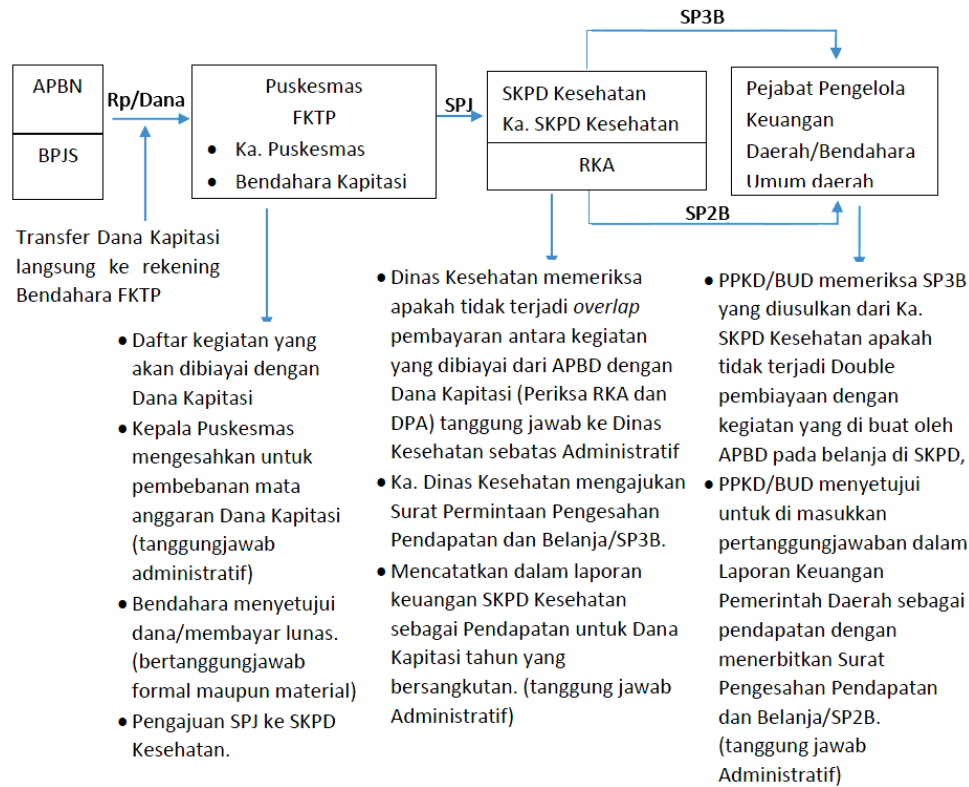 SP3B
APBN
BPJS
Rp/Dana
Puskesmas
FKTP
• Ka. Puskesmas
• Bendahara Kapitasi
SPJ
SKPD Kesehatan
Ka. SKPD Kesehatan
RKA
Pejabat Pengelola
Keuangan
Daerah/Bendahara
Umum daerah
SP2B
Transfer Dana Kapitasi
langsung ke rekening
Bendahara FKTP
• Daftar kegiatan yang
akan dibiayai dengan
Dana Kapitasi
• Kepala Puskesmas
mengesahkan untuk
pembebanan mata
anggaran Dana Kapitasi
(tanggungjawab
administratif)
• Bendahara menyetujui
dana/membayar lunas.
(bertanggungjawab
formal maupun material)
• Pengajuan SPJ ke SKPD
Kesehatan.
• Dinas Kesehatan memeriksa
apakah tidak terjadi overlap
pembayaran antara kegiatan
yang dibiayai dari APBD dengan
Dana Kapitasi (Periksa RKA dan
DPA) tanggung jawab ke Dinas
Kesehatan sebatas Administratif
• Ka. Dinas Kesehatan mengajukan
Surat Permintaan Pengesahan
Pendapatan dan Belanja/SP3B.
• Mencatatkan dalam laporan
keuangan SKPD Kesehatan
sebagai Pendapatan untuk Dana
Kapitasi tahun yang
bersangkutan. (tanggung jawab
Administratif)
• PPKD/BUD memeriksa SP3B
yang diusulkan dari Ka.
SKPD Kesehatan apakah
tidak terjadi Double
pembiayaan dengan
kegiatan yang di buat oleh
APBD pada belanja di SKPD,
• PPKD/BUD menyetujui
untuk di masukkan
pertanggungjawaban dalam
Laporan Keuangan
Pemerintah Daerah sebagai
pendapatan dengan
menerbitkan Surat
Pengesahan Pendapatan
dan Belanja/SP2B.
(tanggung jawab
Administratif)